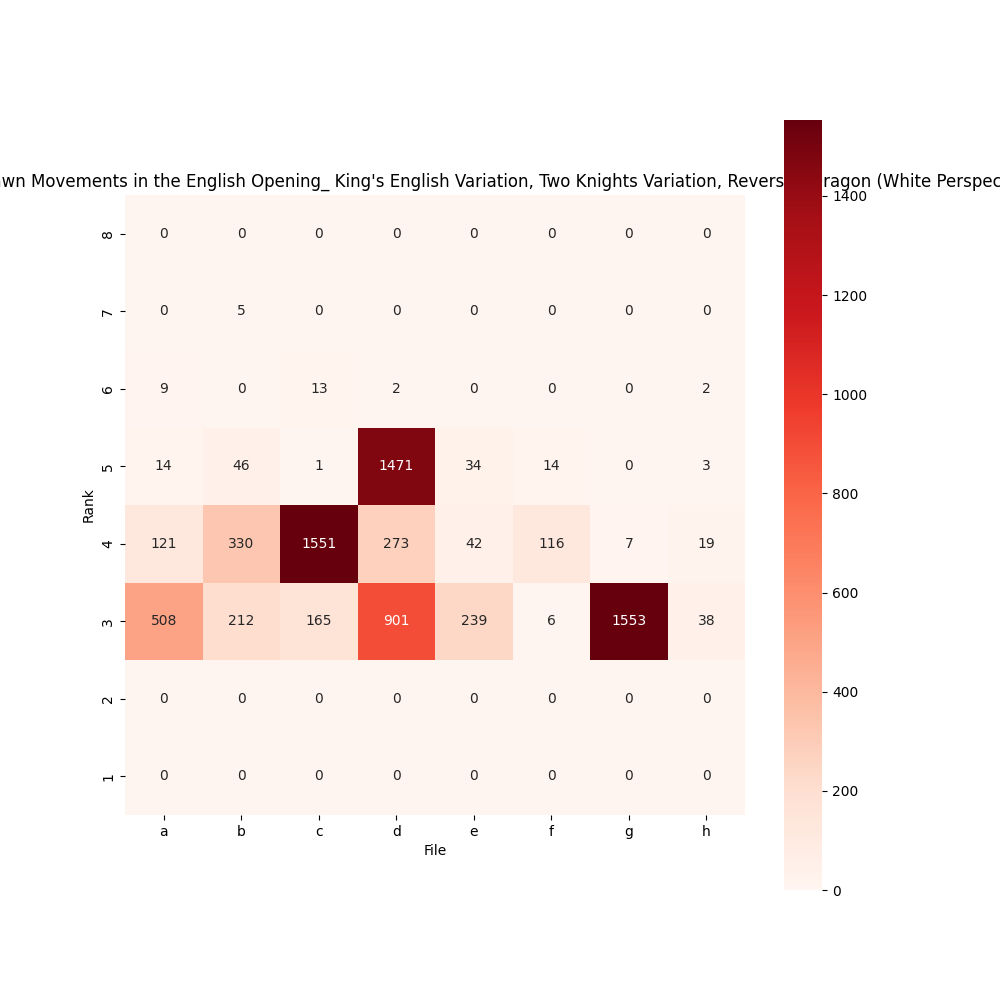 wn Movements in the English Opening_ King's English Variation, Two Knights Variation, Revers ragon (White Perspec
1400
8 0 0 0 0 0 0 0 0
1200
7 0 5 0 0 0 0 0 0
6 9 0 13 2 0 0 0 2
1000
5 14 46 1 1471 34 14 0 3
800
Rank
4 121 330 1551 273 42 116 7 19
600
3 508 212 165 901 239 6 1553 38
400
2 0 0 0 0 0 0 0 0
200
1 0 0 0 0 0 0 0 0
a b c d e f g h
File
0